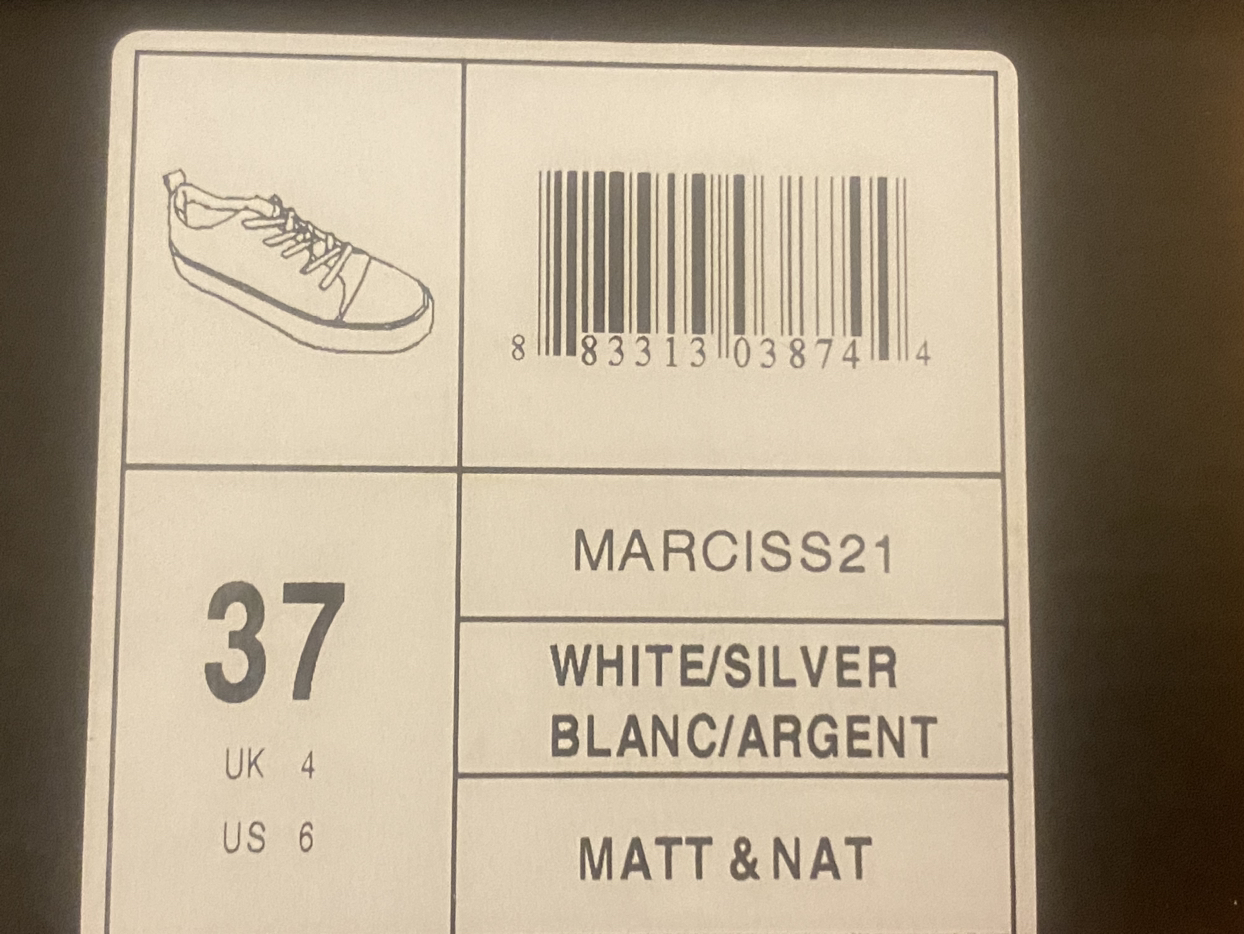 8 83313 03874 4
MARCISS21
37
WHITE/SILVER
BLANC/ARGENT
UK 4
US 6
MATT & NAT